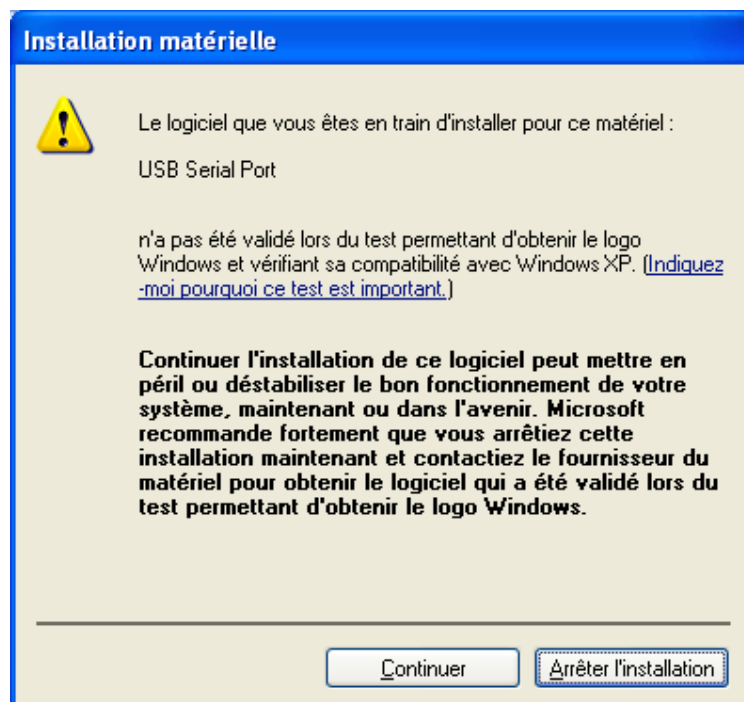 Installation matérielle
Le logiciel que vous êtes en train d'installer pour ce matériel :
USB Serial Port
n'a pas été validé lors du test permettant d'obtenir le logo
Windows et vérifiant sa compatibilité avec Windows XP. (Indiquez
-moi pourquoi ce test est important.)
Continuer l'installation de ce logiciel peut mettre en
péril ou déstabiliser le bon fonctionnement de votre
système, maintenant ou dans l'avenir. Microsoft
recommande fortement que vous arrêtiez cette
installation maintenant et contactiez le fournisseur du
matériel pour obtenir le logiciel qui a été validé lors du
test permettant d'obtenir le logo Windows.
Continuer
Arrêter l'installation